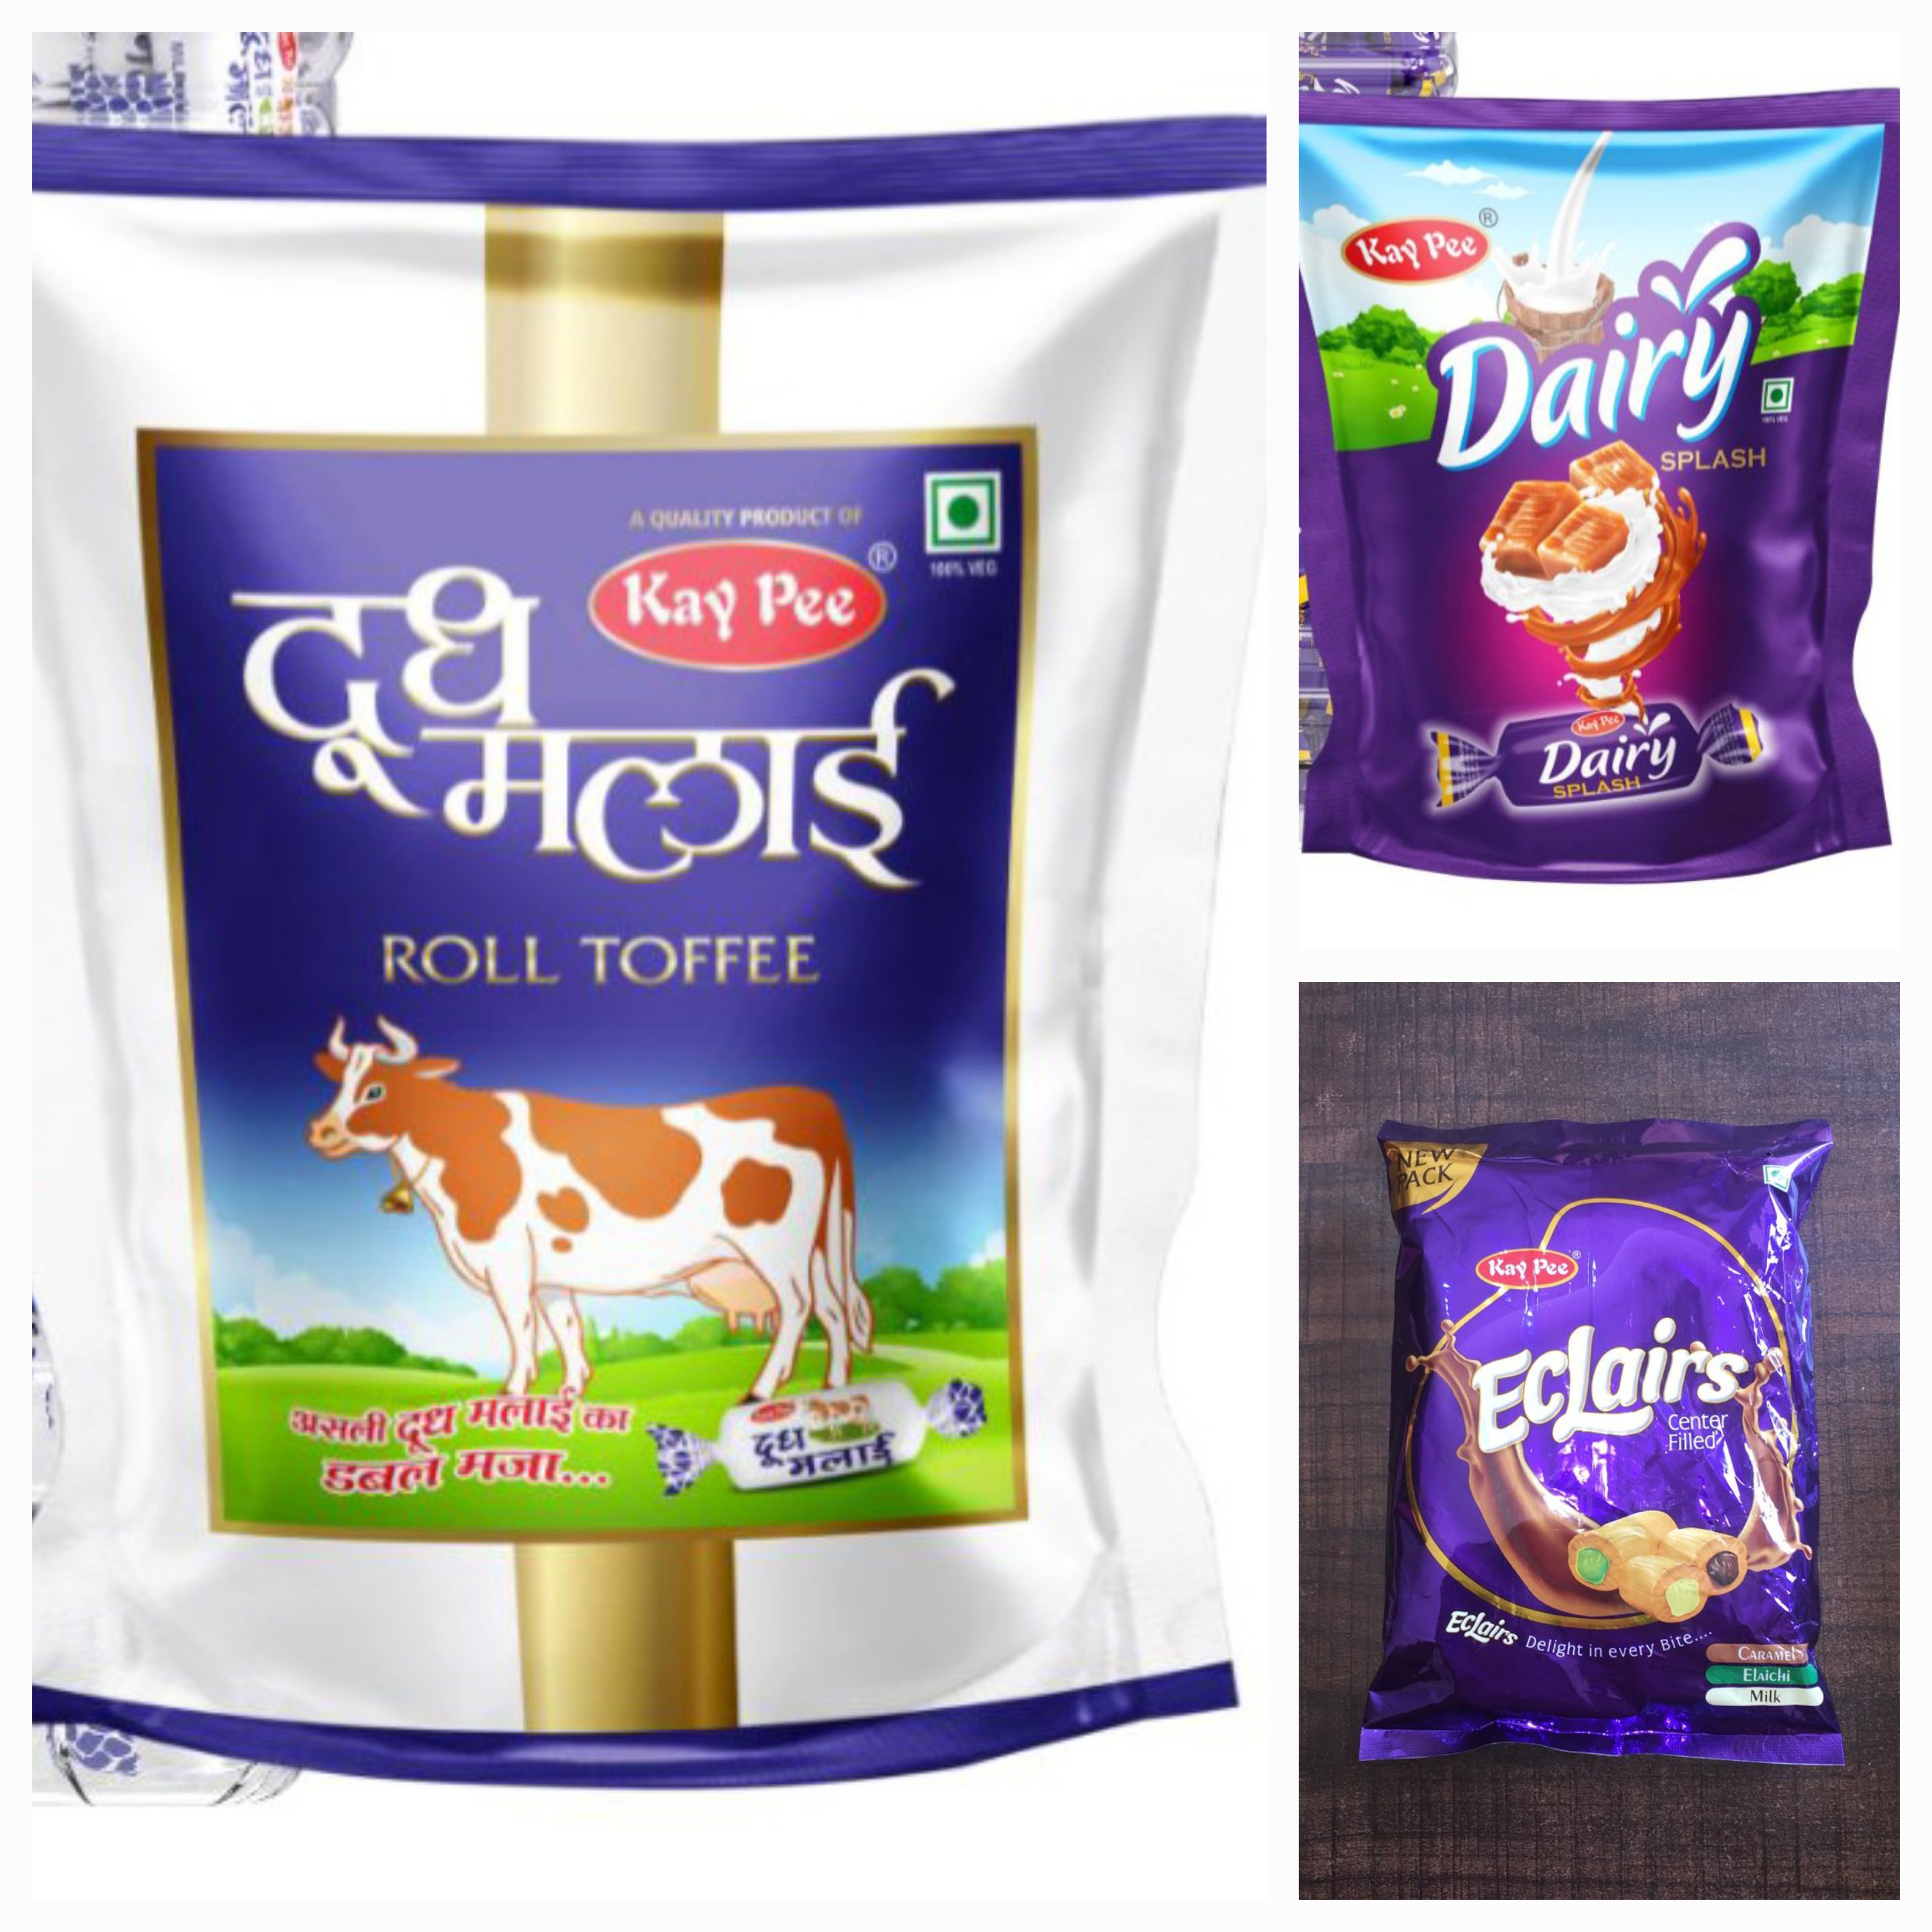 A QUALITY PRODUCT OF
Kay Pee ®
100% VEG
दूध
मलाई
ROLL TOFFEE
असली दूध मलाई का
डबल मजा...
दूध
मलाई
Kay Pee ®
Dairy
SPLASH
100% VEG
Kay Pee
Dairy
SPLASH
NEW
PACK
Kay Pee ®
EcLairs
Center
Filled
EcLairs Delight in every Bite....
CARAMEL
Elaichi
Milk